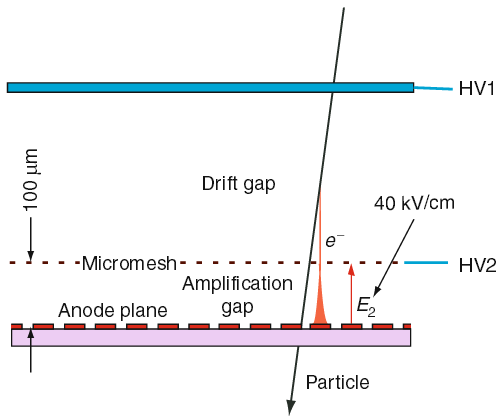 HV1
100 µm
Drift gap
40 kV/cm
e−
Micromesh
HV2
Amplification
gap
E2
Anode plane
Particle